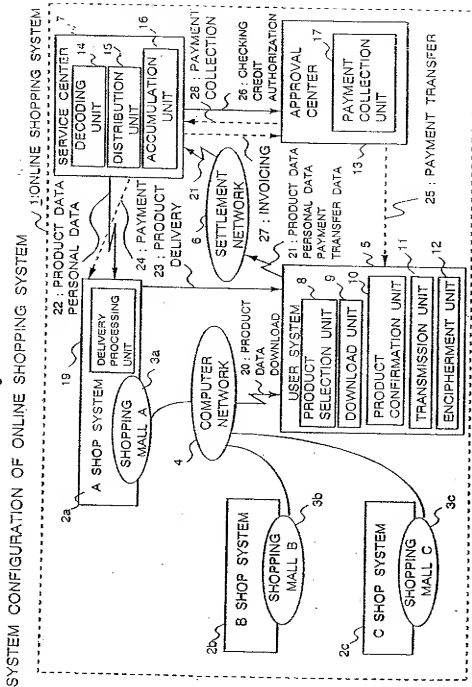 SYSTEM CONFIGURATION OF ONLINE SHOPPING SYSTEM
1:ONLINE SHOPPING SYSTEM
2a
A SHOP SYSTEM
19
DELIVERY
PROCESSING
UNIT
SHOPPING
MALL A
3a
22 : PRODUCT DATA
PERSONAL DATA
24 : PAYMENT
23 : PRODUCT
DELIVERY
7
SERVICE CENTER
14
DECODING
UNIT
15
DISTRIBUTION
UNIT
16
ACCUMULATION
UNIT
28 : PAYMENT
COLLECTION
26 : CHECKING
CREDIT
AUTHORIZATION
4
COMPUTER
NETWORK
20 : PRODUCT
DATA
DOWNLOAD
6
SETTLEMENT
NETWORK
21
27 : INVOICING
21 : PRODUCT DATA
PERSONAL DATA
PAYMENT
TRANSFER DATA
APPROVAL
CENTER
17
PAYMENT
COLLECTION
UNIT
13
25 : PAYMENT TRANSFER
2b
B SHOP SYSTEM
SHOPPING
MALL B
3b
USER SYSTEM
5
8
PRODUCT
SELECTION UNIT
9
DOWNLOAD UNIT
10
PRODUCT
CONFIRMATION UNIT
11
TRANSMISSION UNIT
12
ENCIPHERMENT UNIT
2c
C SHOP SYSTEM
SHOPPING
MALL C
3c